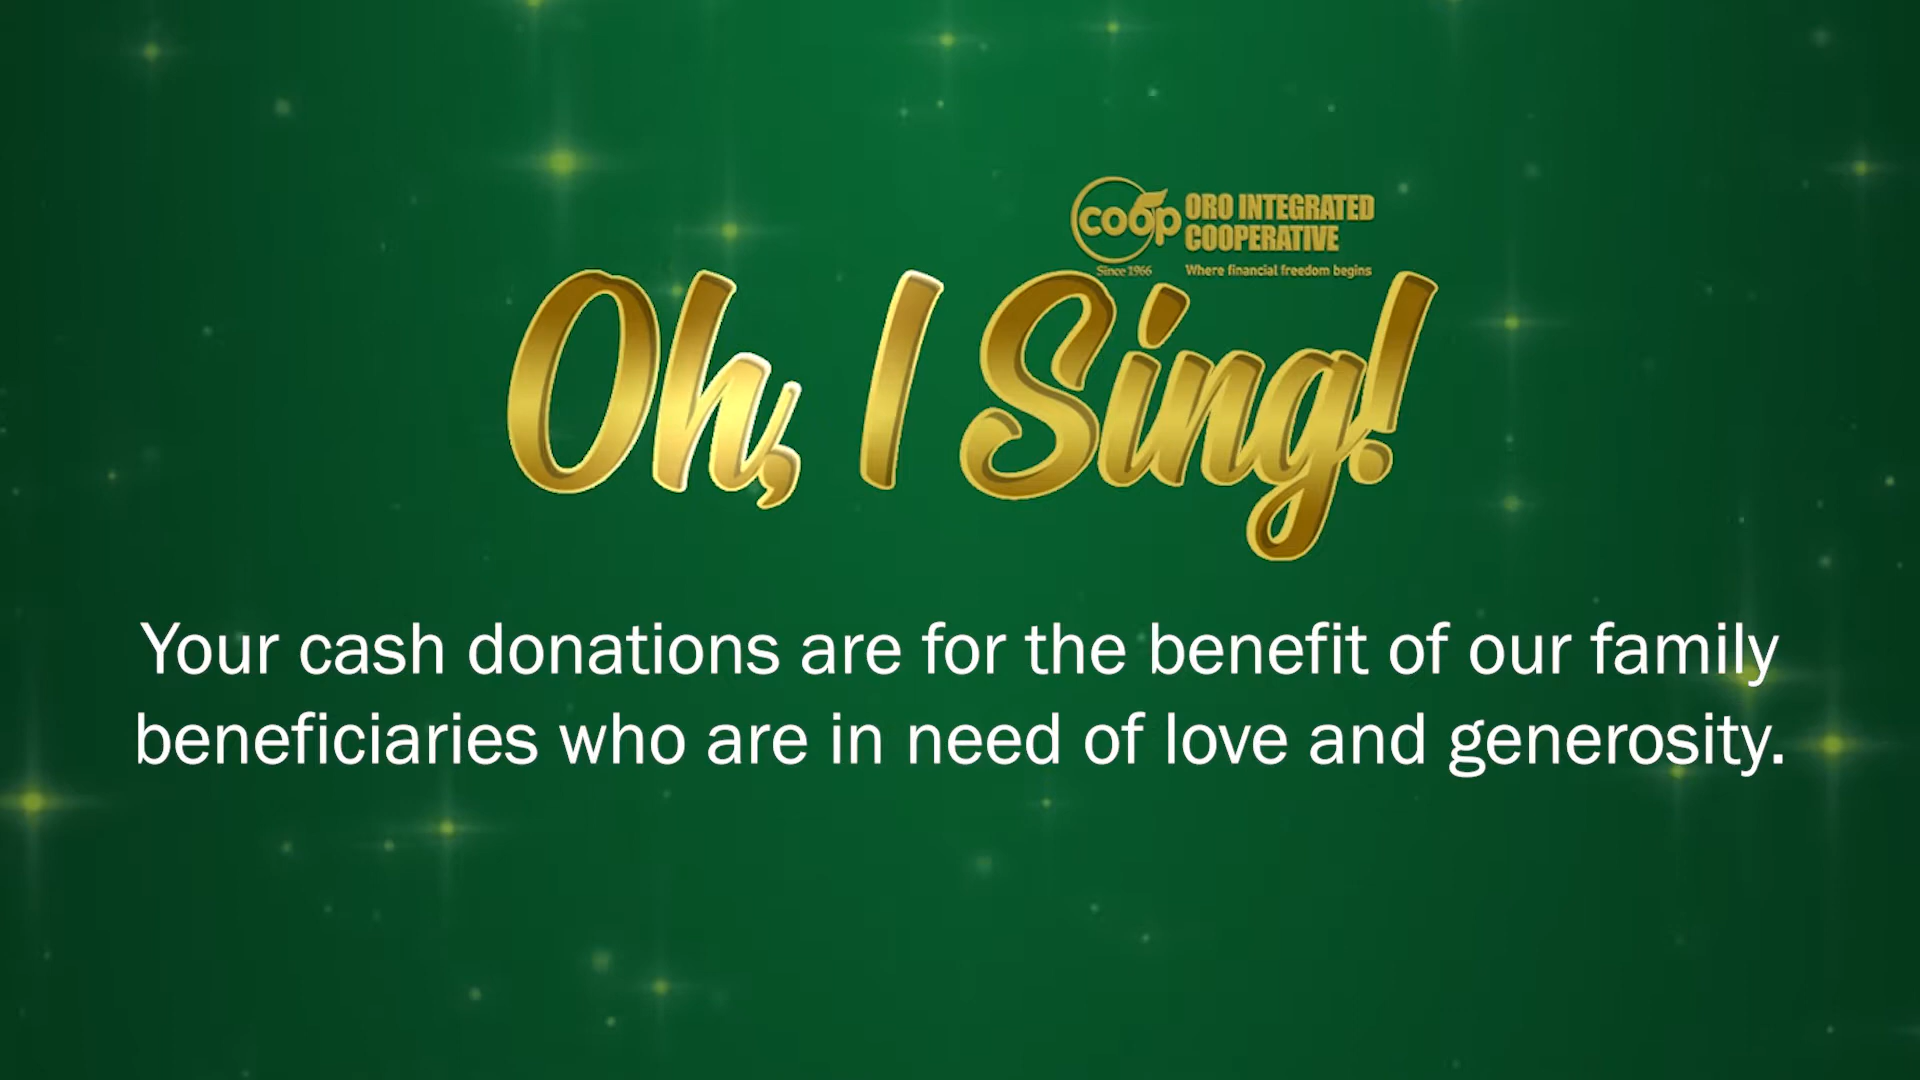 coop
ORO INTEGRATED
COOPERATIVE
Since 1966
Where financial freedom begins
Oh, I Sing!
Your cash donations are for the benefit of our family
beneficiaries who are in need of love and generosity.